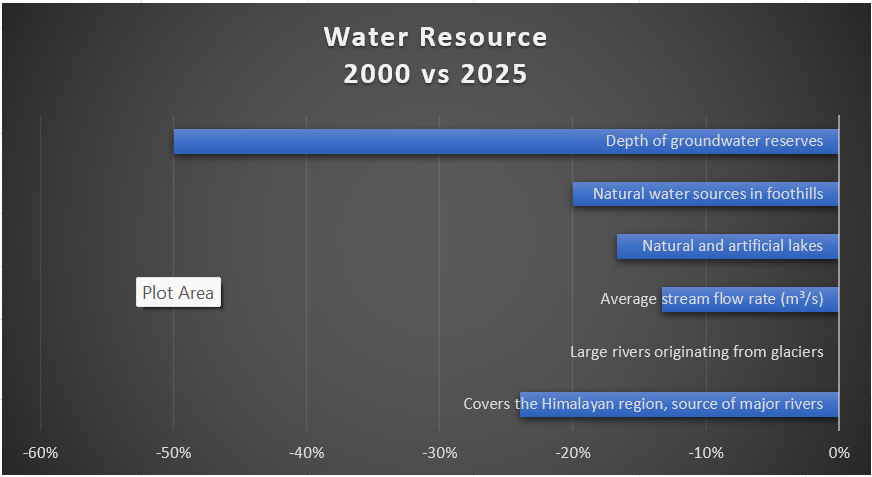 Water Resource
2000 vs 2025
Depth of groundwater reserves
Natural water sources in foothills
Natural and artificial lakes
Plot Area
Average stream flow rate (m³/s)
Large rivers originating from glaciers
Covers the Himalayan region, source of major rivers
-60% -50% -40% -30% -20% -10% 0%